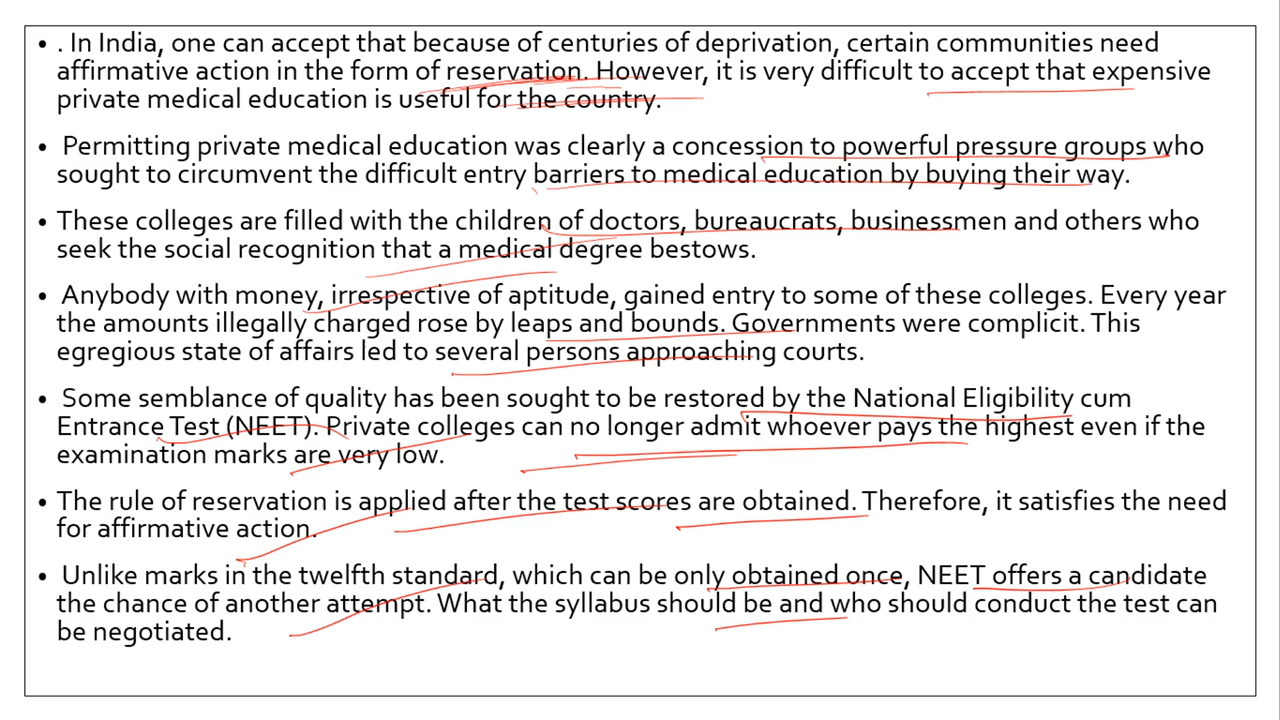 • . In India, one can accept that because of centuries of deprivation, certain communities need
affirmative action in the form of reservation. However, it is very difficult to accept that expensive
private medical education is useful for the country.
• Permitting private medical education was clearly a concession to powerful pressure groups who
sought to circumvent the difficult entry barriers to medical education by buying their way.
• These colleges are filled with the children of doctors, bureaucrats, businessmen and others who
seek the social recognition that a medical degree bestows.
• Anybody with money, irrespective of aptitude, gained entry to some of these colleges. Every year
the amounts illegally charged rose by leaps and bounds. Governments were complicit. This
egregious state of affairs led to several persons approaching courts.
• Some semblance of quality has been sought to be restored by the National Eligibility cum
Entrance Test (NEET). Private colleges can no longer admit whoever pays the highest even if the
examination marks are very low.
• The rule of reservation is applied after the test scores are obtained. Therefore, it satisfies the need
for affirmative action.
• Unlike marks in the twelfth standard, which can be only obtained once, NEET offers a candidate
the chance of another attempt. What the syllabus should be and who should conduct the test can
be negotiated.